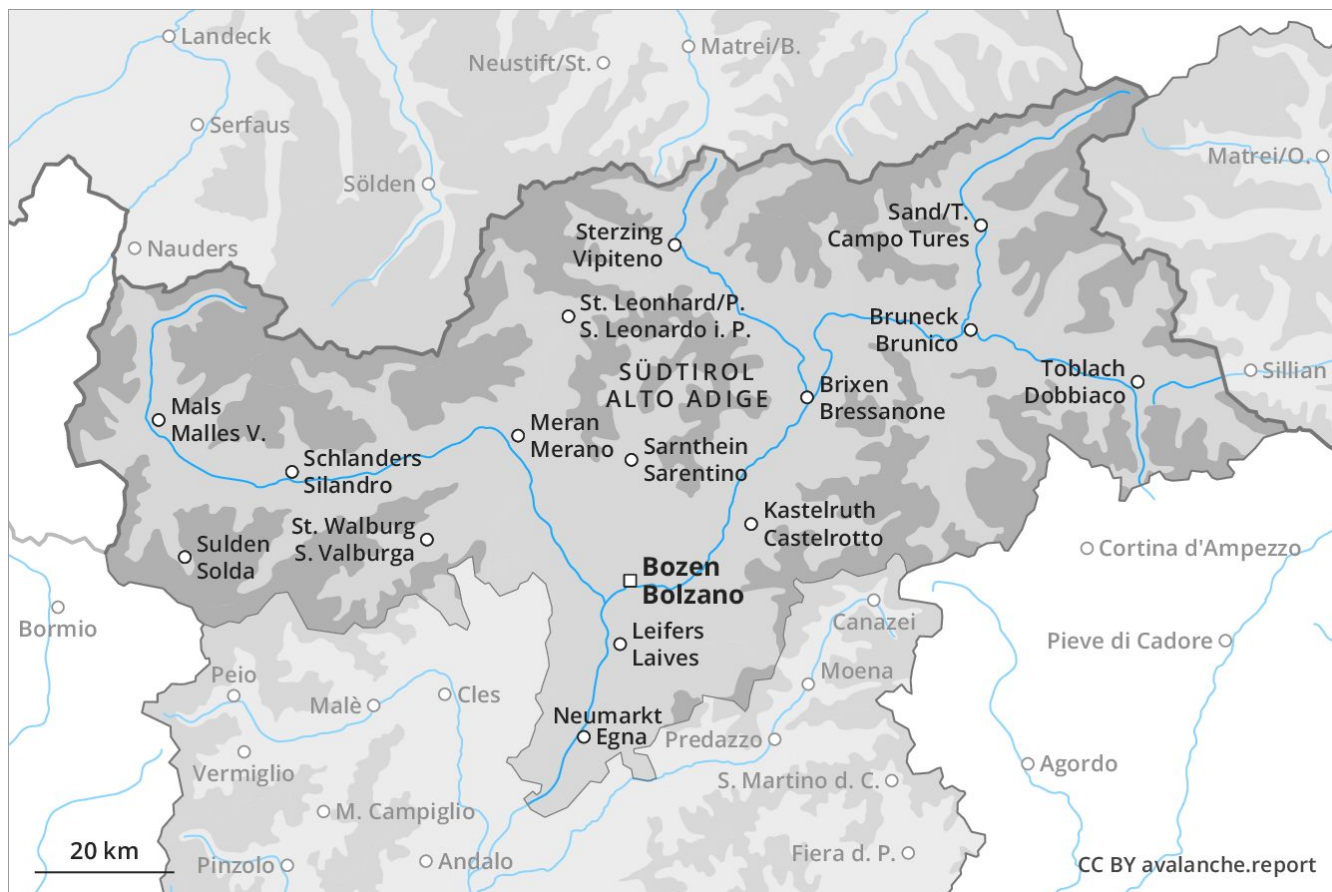 Landeck
Matrei/B.
Neustift/St.
Serfaus
Matrei/O.
Sölden
Sand/T.
Campo Tures
Sterzing
Vipiteno
Nauders
St. Leonhard/P.
S. Leonardo i. P.
Bruneck
Brunico
SÜDTIROL
ALTO ADIGE
Toblach
Dobbiaco
Sillian
Brixen
Bressanone
Mals
Malles V.
Meran
Merano
Sarnthein
Sarentino
Schlanders
Silandro
Kastelruth
Castelrotto
St. Walburg
S. Valburga
Sulden
Solda
Cortina d'Ampezzo
Bozen
Bolzano
Bormio
Canazei
Leifers
Laives
Pieve di Cadore
Peio
Moena
Malè
Cles
Neumarkt
Egna
Predazzo
Vermiglio
Agordo
S. Martino d. C.
M. Campiglio
20 km
Pinzolo
Andalo
Fiera d. P.
CC BY avalanche.report